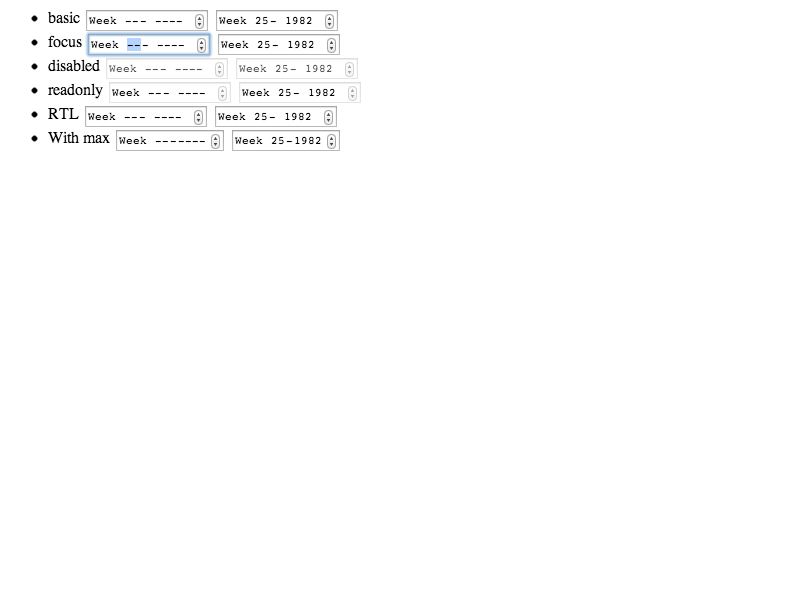 basic Week --- ---- Week 25- 1982
focus Week --- ---- Week 25- 1982
disabled Week --- ---- Week 25- 1982
readonly Week --- ---- Week 25- 1982
RTL Week --- ---- Week 25- 1982
With max Week ------- Week 25-1982